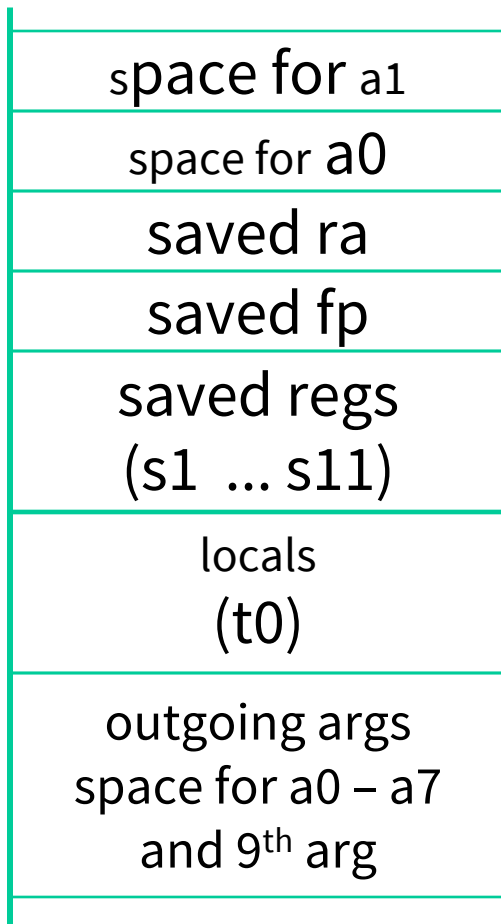 space for a1
space for a0
saved ra
saved fp
saved regs
(s1 ... s11)
locals
(t0)
outgoing args
space for a0 – a7
and 9th arg